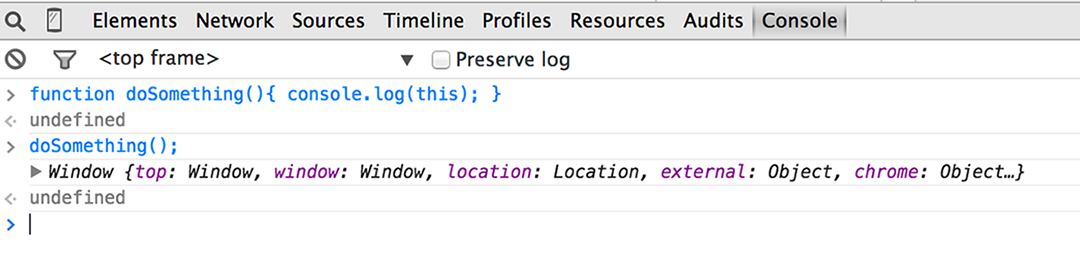 Elements Network Sources Timeline Profiles Resources Audits Console
<top frame> ▼ Preserve log
> function doSomething(){ console.log(this); }
<· undefined
> doSomething();
▶ Window {top: Window, window: Window, location: Location, external: Object, chrome: Object…}
<· undefined
>